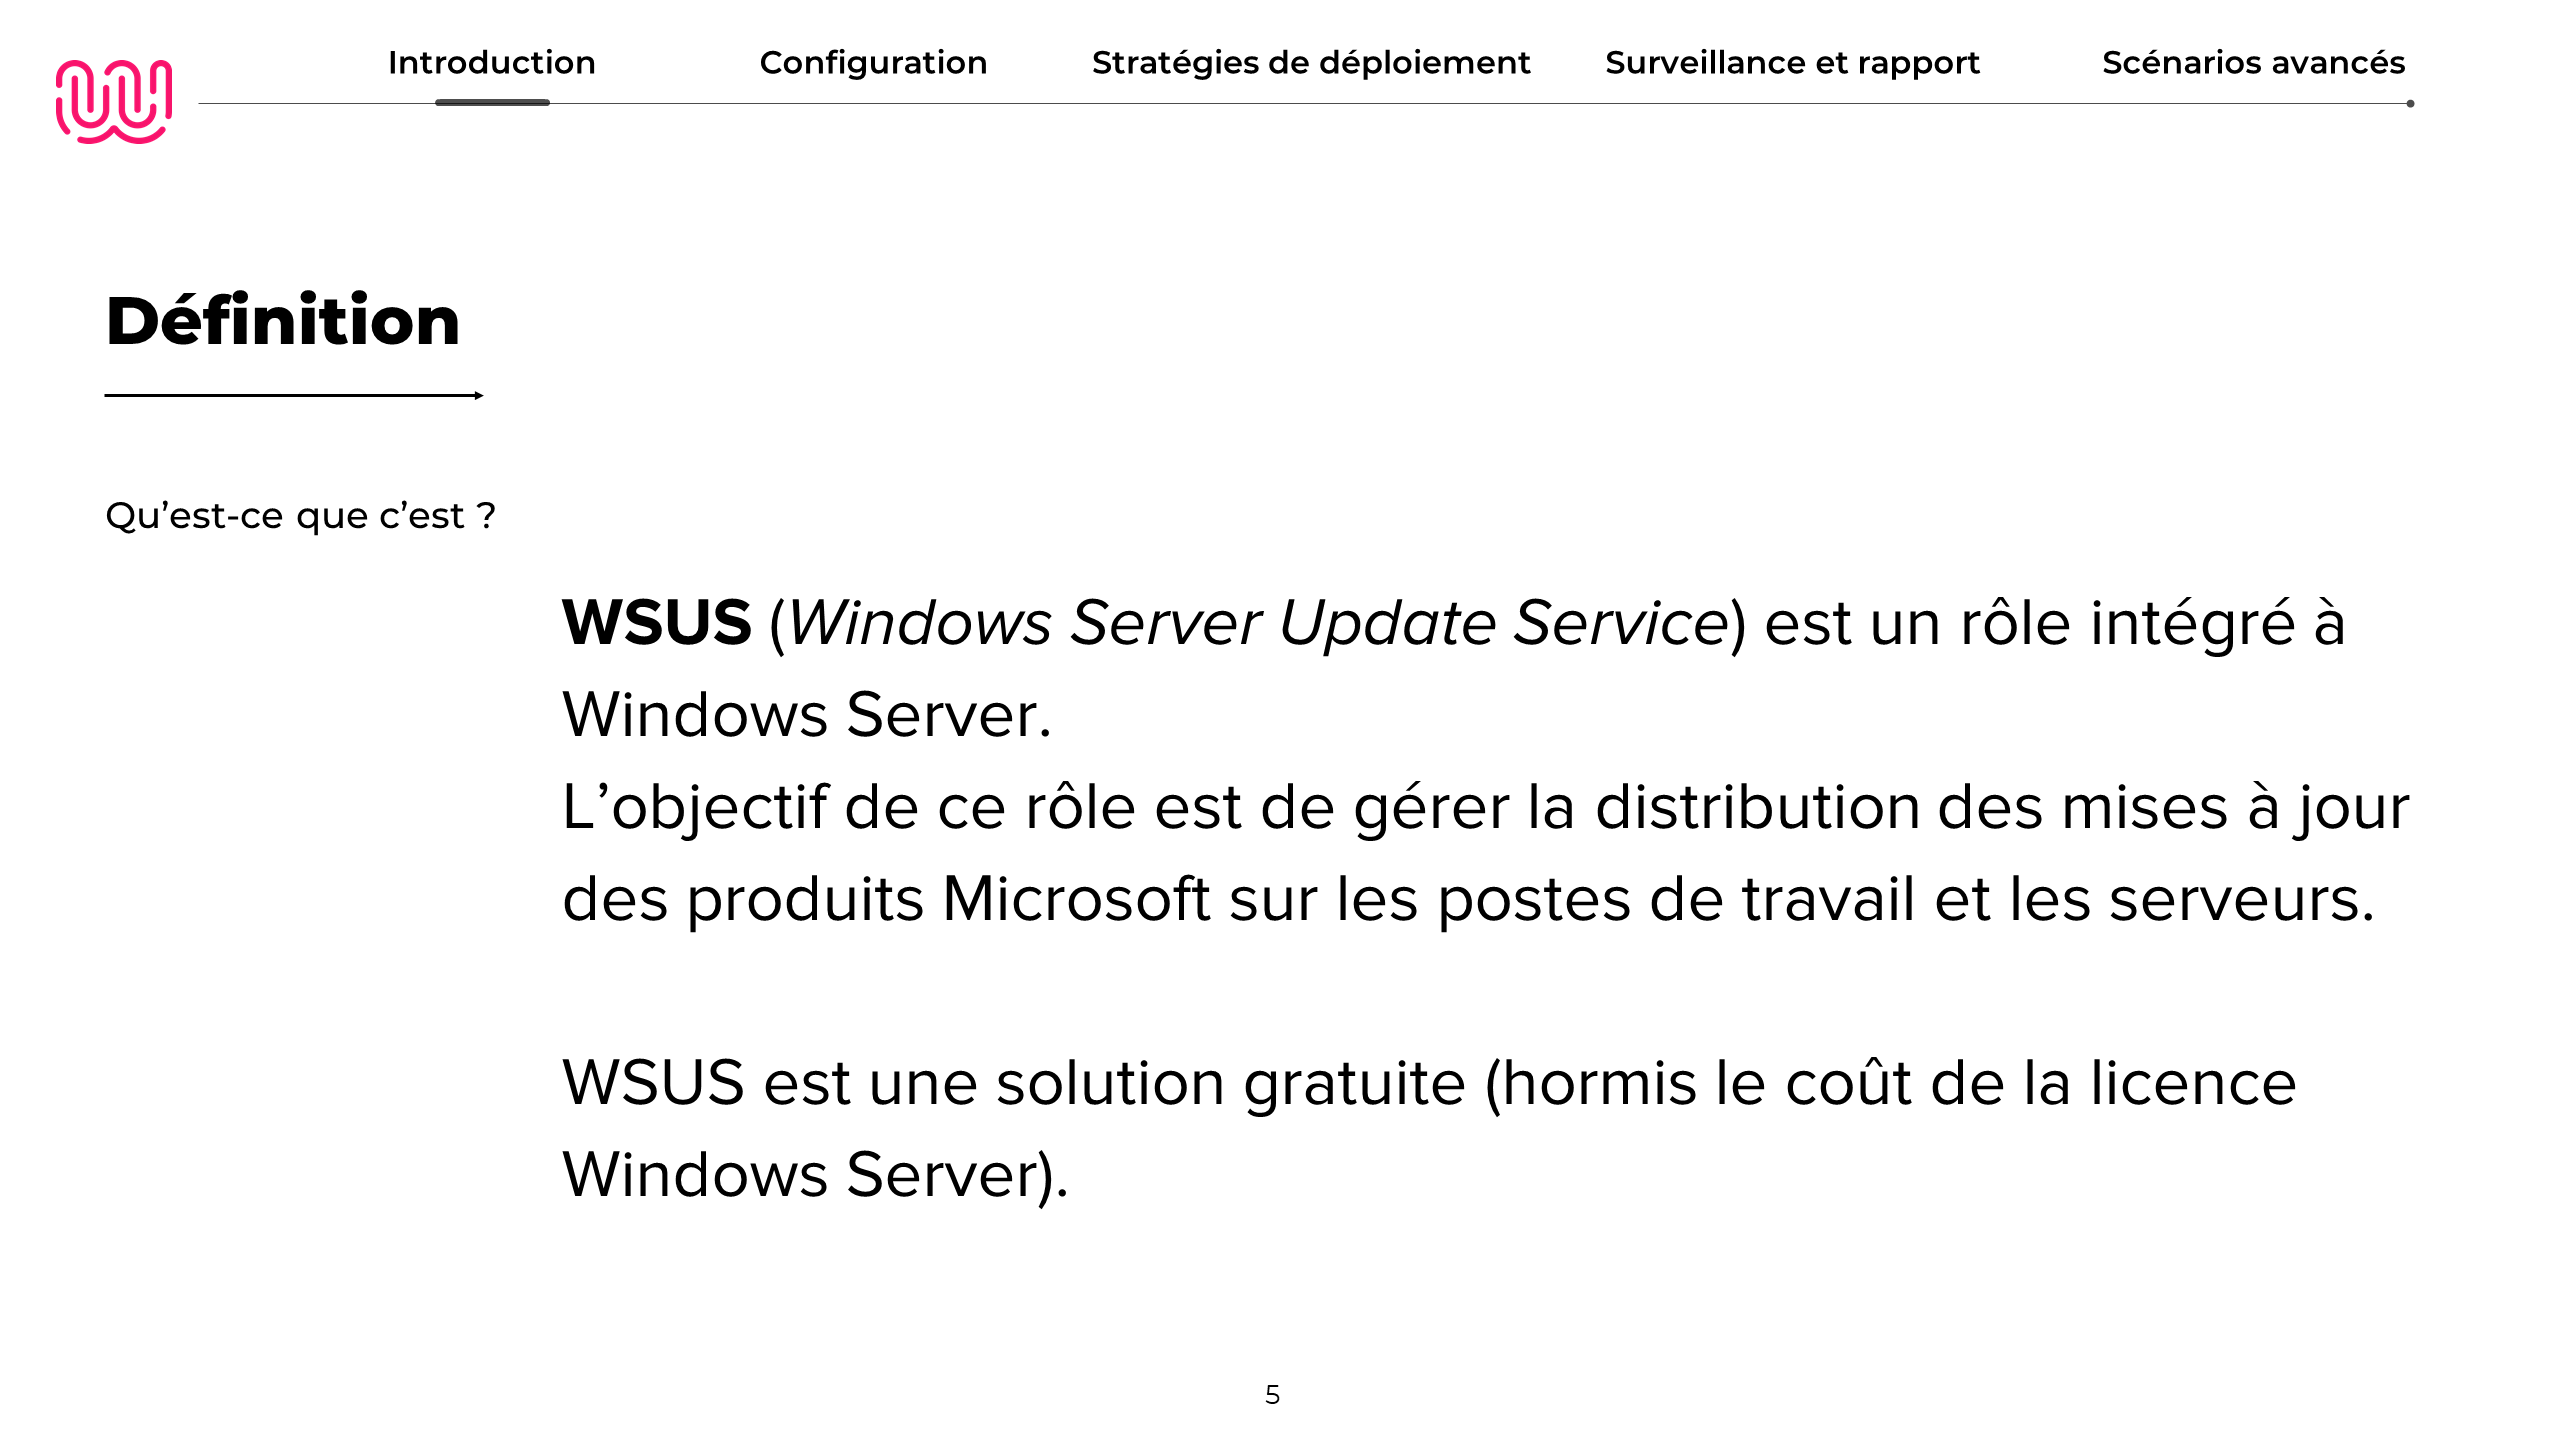 Introduction
Configuration
Stratégies de déploiement
Surveillance et rapport
Scénarios avancés
Définition
Qu’est-ce que c’est ?
WSUS (Windows Server Update Service) est un rôle intégré à
Windows Server.
L’objectif de ce rôle est de gérer la distribution des mises à jour
des produits Microsoft sur les postes de travail et les serveurs.
WSUS est une solution gratuite (hormis le coût de la licence
Windows Server).
5